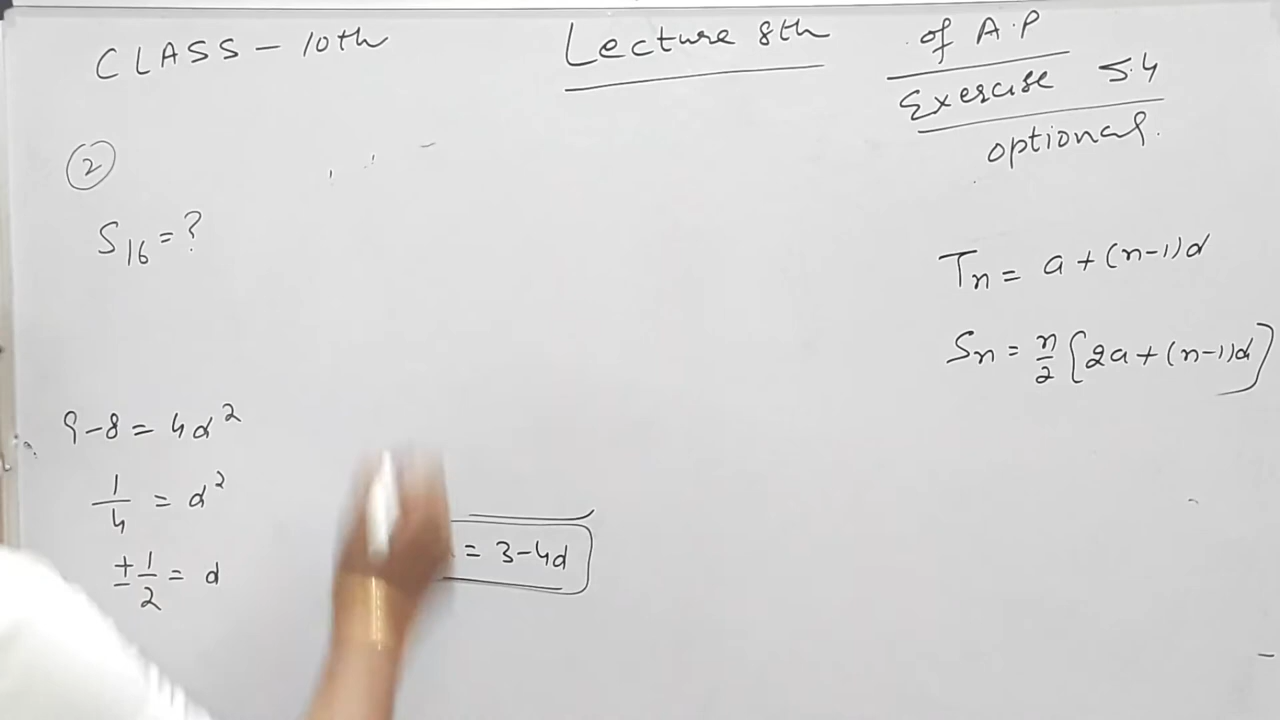 CLASS - 10th
Lecture 8th
of A.P
Exercise 5.4
optional.
②
S₁₆ = ?
Tₙ = a + (n-1)d
Sₙ = n/2 [2a + (n-1)d]
9-8 = 4d²
1/4 = d²
± 1/2 = d
= 3-4d